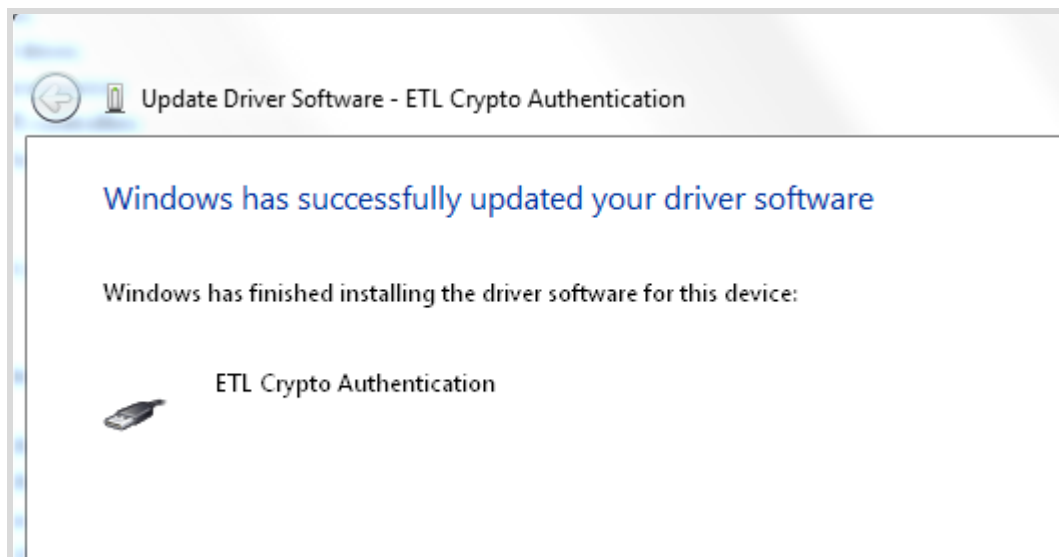 Update Driver Software - ETL Crypto Authentication
Windows has successfully updated your driver software
Windows has finished installing the driver software for this device:
ETL Crypto Authentication